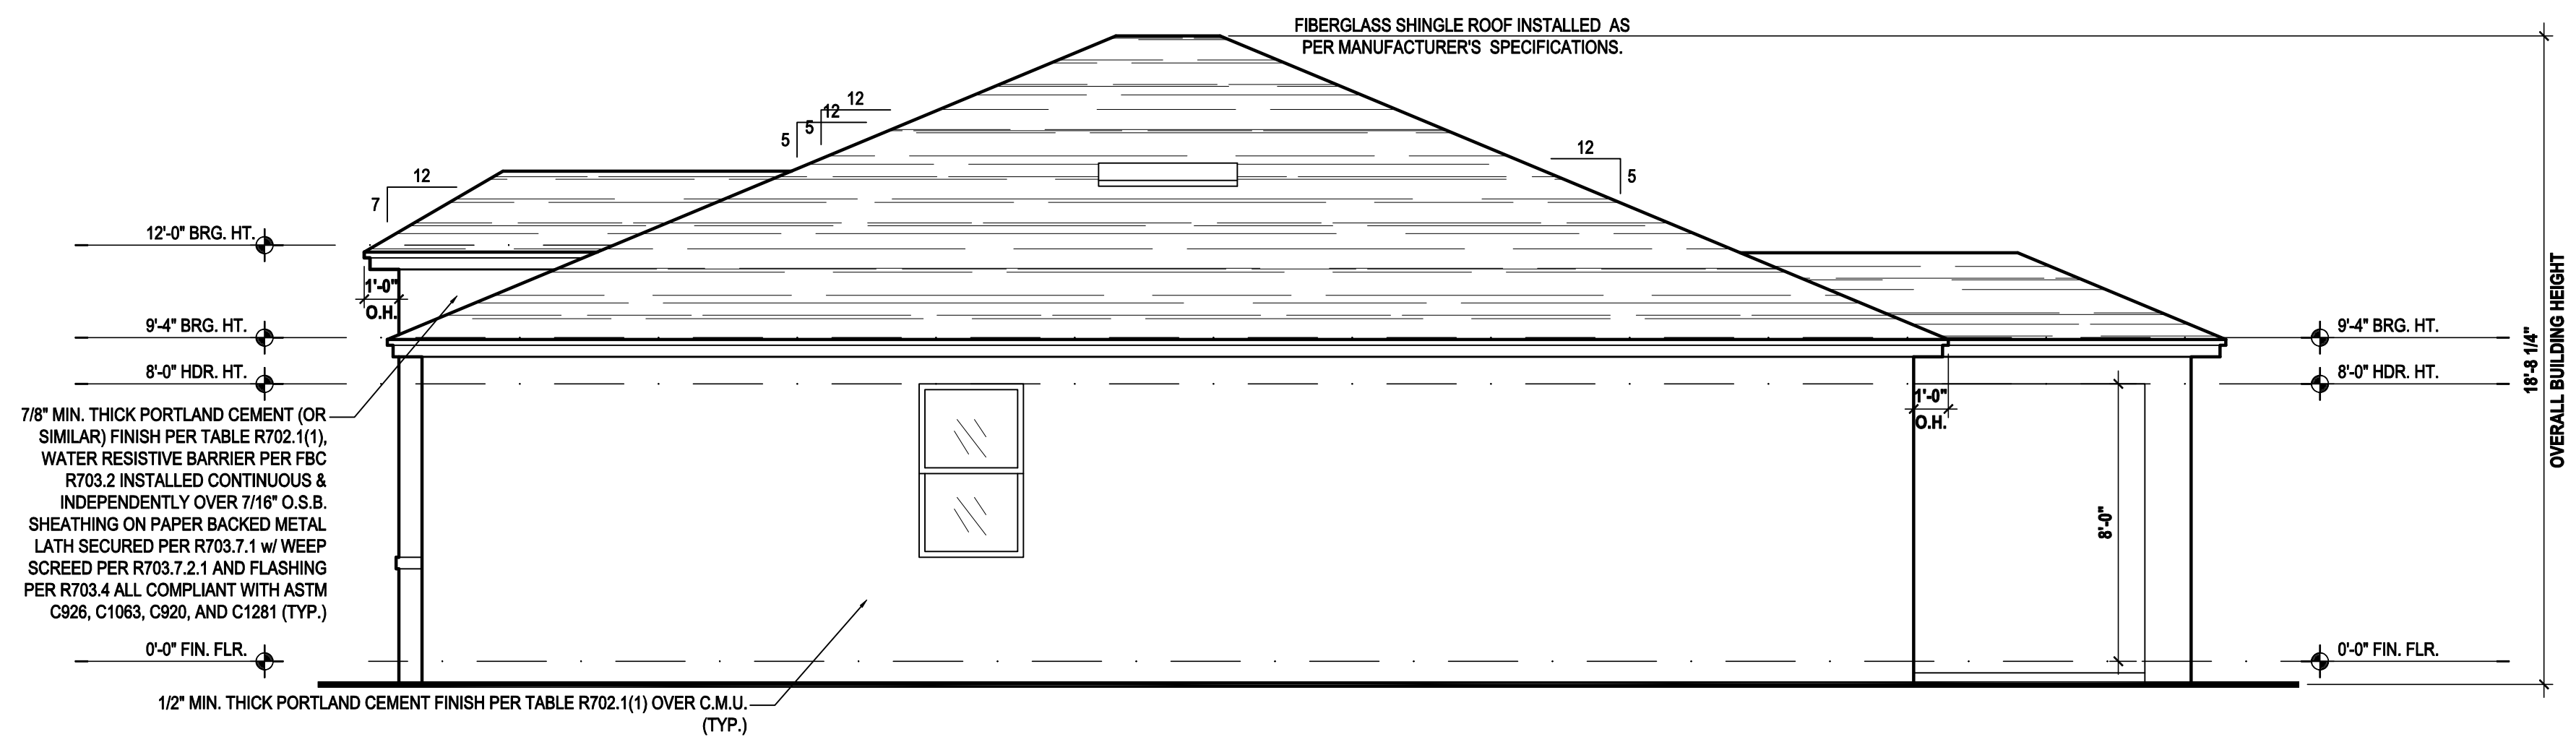 FIBERGLASS SHINGLE ROOF INSTALLED AS
PER MANUFACTURER'S SPECIFICATIONS.
12
12
5
5
12
5
12
7
12'-0" BRG. HT.
1'-0"
O.H.
9'-4" BRG. HT.
8'-0" HDR. HT.
7/8" MIN. THICK PORTLAND CEMENT (OR
SIMILAR) FINISH PER TABLE R702.1(1),
WATER RESISTIVE BARRIER PER FBC
R703.2 INSTALLED CONTINUOUS &
INDEPENDENTLY OVER 7/16" O.S.B.
SHEATHING ON PAPER BACKED METAL
LATH SECURED PER R703.7.1 w/ WEEP
SCREED PER R703.7.2.1 AND FLASHING
PER R703.4 ALL COMPLIANT WITH ASTM
C926, C1063, C920, AND C1281 (TYP.)
0'-0" FIN. FLR.
1/2" MIN. THICK PORTLAND CEMENT FINISH PER TABLE R702.1(1) OVER C.M.U.
(TYP.)
1'-0"
O.H.
8'-0"
9'-4" BRG. HT.
8'-0" HDR. HT.
0'-0" FIN. FLR.
18'-8 1/4"
OVERALL BUILDING HEIGHT